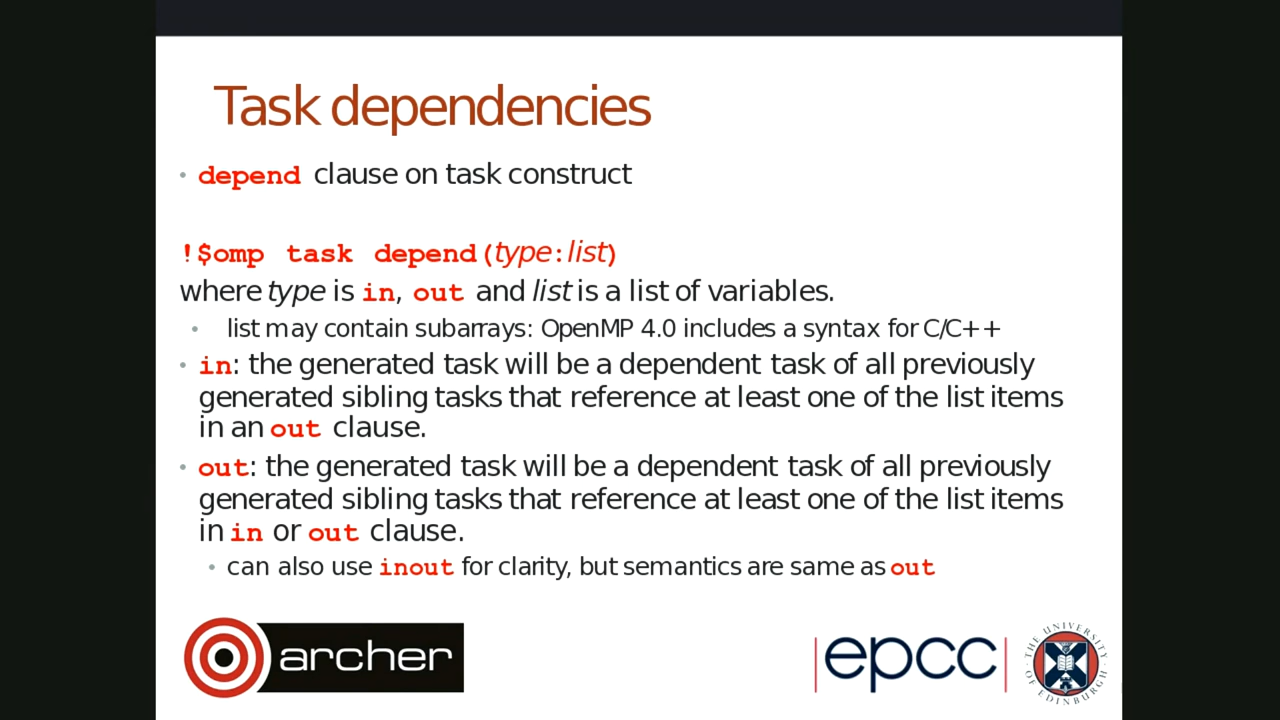 Task dependencies
• depend clause on task construct
!$omp task depend(type:list)
where type is in, out and list is a list of variables.
• list may contain subarrays: OpenMP 4.0 includes a syntax for C/C++
• in: the generated task will be a dependent task of all previously
generated sibling tasks that reference at least one of the list items
in an out clause.
• out: the generated task will be a dependent task of all previously
generated sibling tasks that reference at least one of the list items
in in or out clause.
• can also use inout for clarity, but semantics are same as out
archer
epcc
THE UNIVERSITY OF EDINBURGH